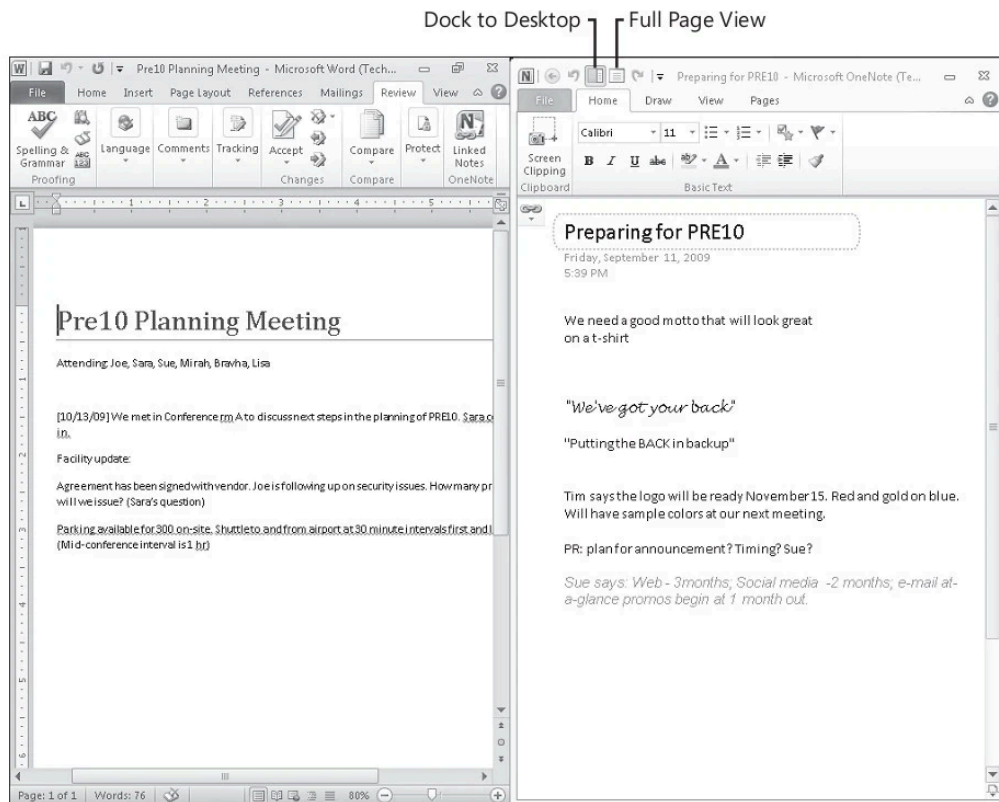 Dock to Desktop
Full Page View
Pre10 Planning Meeting - Microsoft Word (Tech...
File Home Insert Page Layout References Mailings Review View
ABC
Spelling & Grammar
ABC
123
Language
Comments
Tracking
Accept
Compare
Protect
Linked Notes
Proofing
Changes
Compare
OneNote
1 2 3 4 5
Pre10 Planning Meeting
Attending: Joe, Sara, Sue, Mirah, Bravha, Lisa
[10/13/09] We met in Conference rm A to discuss next steps in the planning of PRE10. Sara
in.
Facility update:
Agreement has been signed with vendor. Joe is following up on security issues. How many pr
will we issue? (Sara's question)
Parking available for 300 on-site. Shuttle to and from airport at 30 minute intervals first and l
(Mid-conference interval is 1 hr)
Page: 1 of 1 Words: 76 80%
Preparing for PRE10 - Microsoft OneNote (Te...
File Home Draw View Pages
Screen Clipping
Calibri 11
B I U abc A
Clipboard
Basic Text
Preparing for PRE10
Friday, September 11, 2009
5:39 PM
We need a good motto that will look great
on a t-shirt
"We've got your back"
"Putting the BACK in backup"
Tim says the logo will be ready November 15. Red and gold on blue.
Will have sample colors at our next meeting.
PR: plan for announcement? Timing? Sue?
Sue says: Web - 3months; Social media -2 months; e-mail at-
a-glance promos begin at 1 month out.